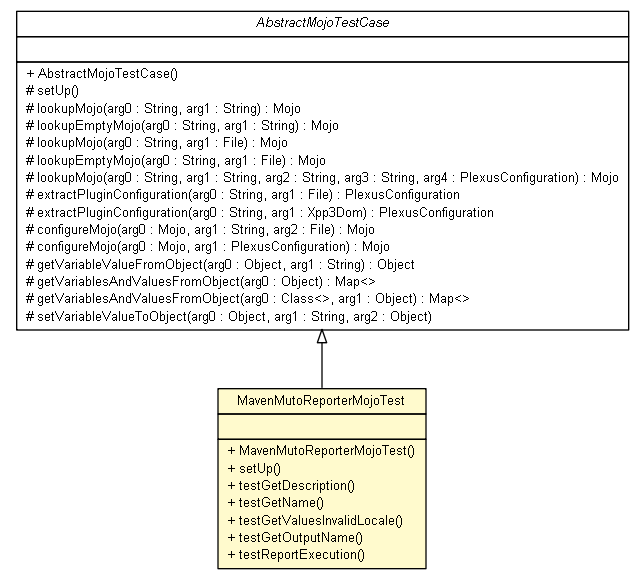 AbstractMojoTestCase
+ AbstractMojoTestCase()
# setUp()
# lookupMojo(arg0 : String, arg1 : String) : Mojo
# lookupEmptyMojo(arg0 : String, arg1 : String) : Mojo
# lookupMojo(arg0 : String, arg1 : File) : Mojo
# lookupEmptyMojo(arg0 : String, arg1 : File) : Mojo
# lookupMojo(arg0 : String, arg1 : String, arg2 : String, arg3 : String, arg4 : PlexusConfiguration) : Mojo
# extractPluginConfiguration(arg0 : String, arg1 : File) : PlexusConfiguration
# extractPluginConfiguration(arg0 : String, arg1 : Xpp3Dom) : PlexusConfiguration
# configureMojo(arg0 : Mojo, arg1 : String, arg2 : File) : Mojo
# configureMojo(arg0 : Mojo, arg1 : PlexusConfiguration) : Mojo
# getVariableValueFromObject(arg0 : Object, arg1 : String) : Object
# getVariablesAndValuesFromObject(arg0 : Object) : Map<>
# getVariablesAndValuesFromObject(arg0 : Class<>, arg1 : Object) : Map<>
# setVariableValueToObject(arg0 : Object, arg1 : String, arg2 : Object)
MavenMutoReporterMojoTest
+ MavenMutoReporterMojoTest()
+ setUp()
+ testGetDescription()
+ testGetName()
+ testGetValuesInvalidLocale()
+ testGetOutputName()
+ testReportExecution()